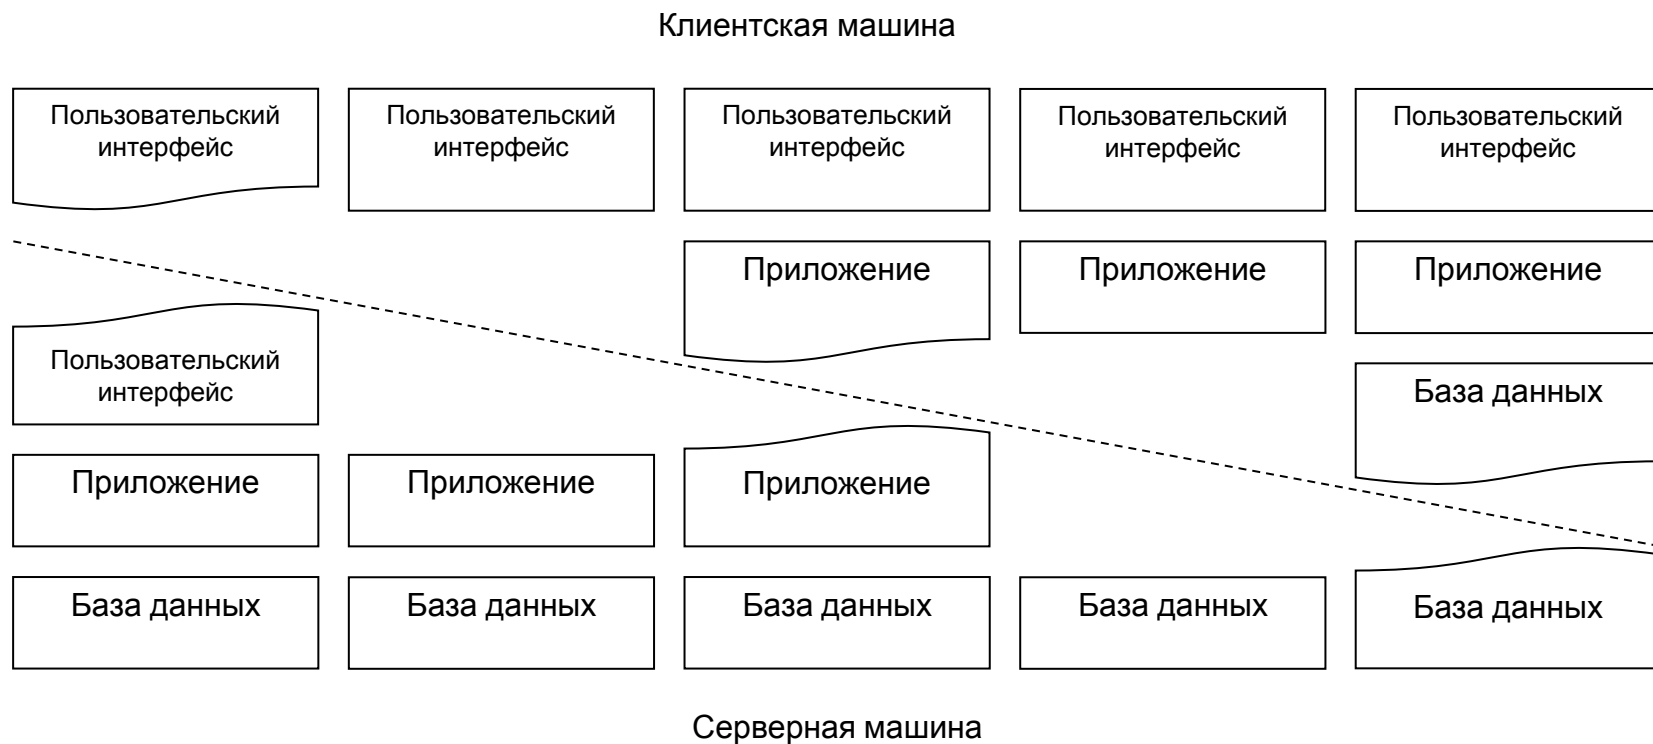 Клиентская машина
Пользовательский
интерфейс
Пользовательский
интерфейс
Пользовательский
интерфейс
Пользовательский
интерфейс
Пользовательский
интерфейс
Приложение
Приложение
Приложение
Пользовательский
интерфейс
База данных
Приложение
Приложение
Приложение
База данных
База данных
База данных
База данных
База данных
Серверная машина